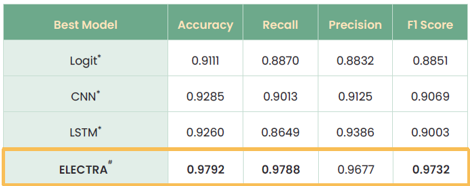 Best Model Accuracy Recall Precision F1 Score
Logit* 0.9111 0.8870 0.8832 0.8851
CNN* 0.9285 0.9013 0.9125 0.9069
LSTM* 0.9260 0.8649 0.9386 0.9003
ELECTRA# 0.9792 0.9788 0.9677 0.9732